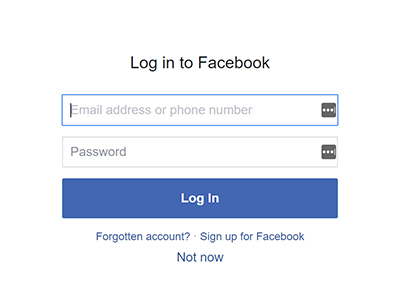 Log in to Facebook
Email address or phone number
Password
Log In
Forgotten account? · Sign up for Facebook
Not now